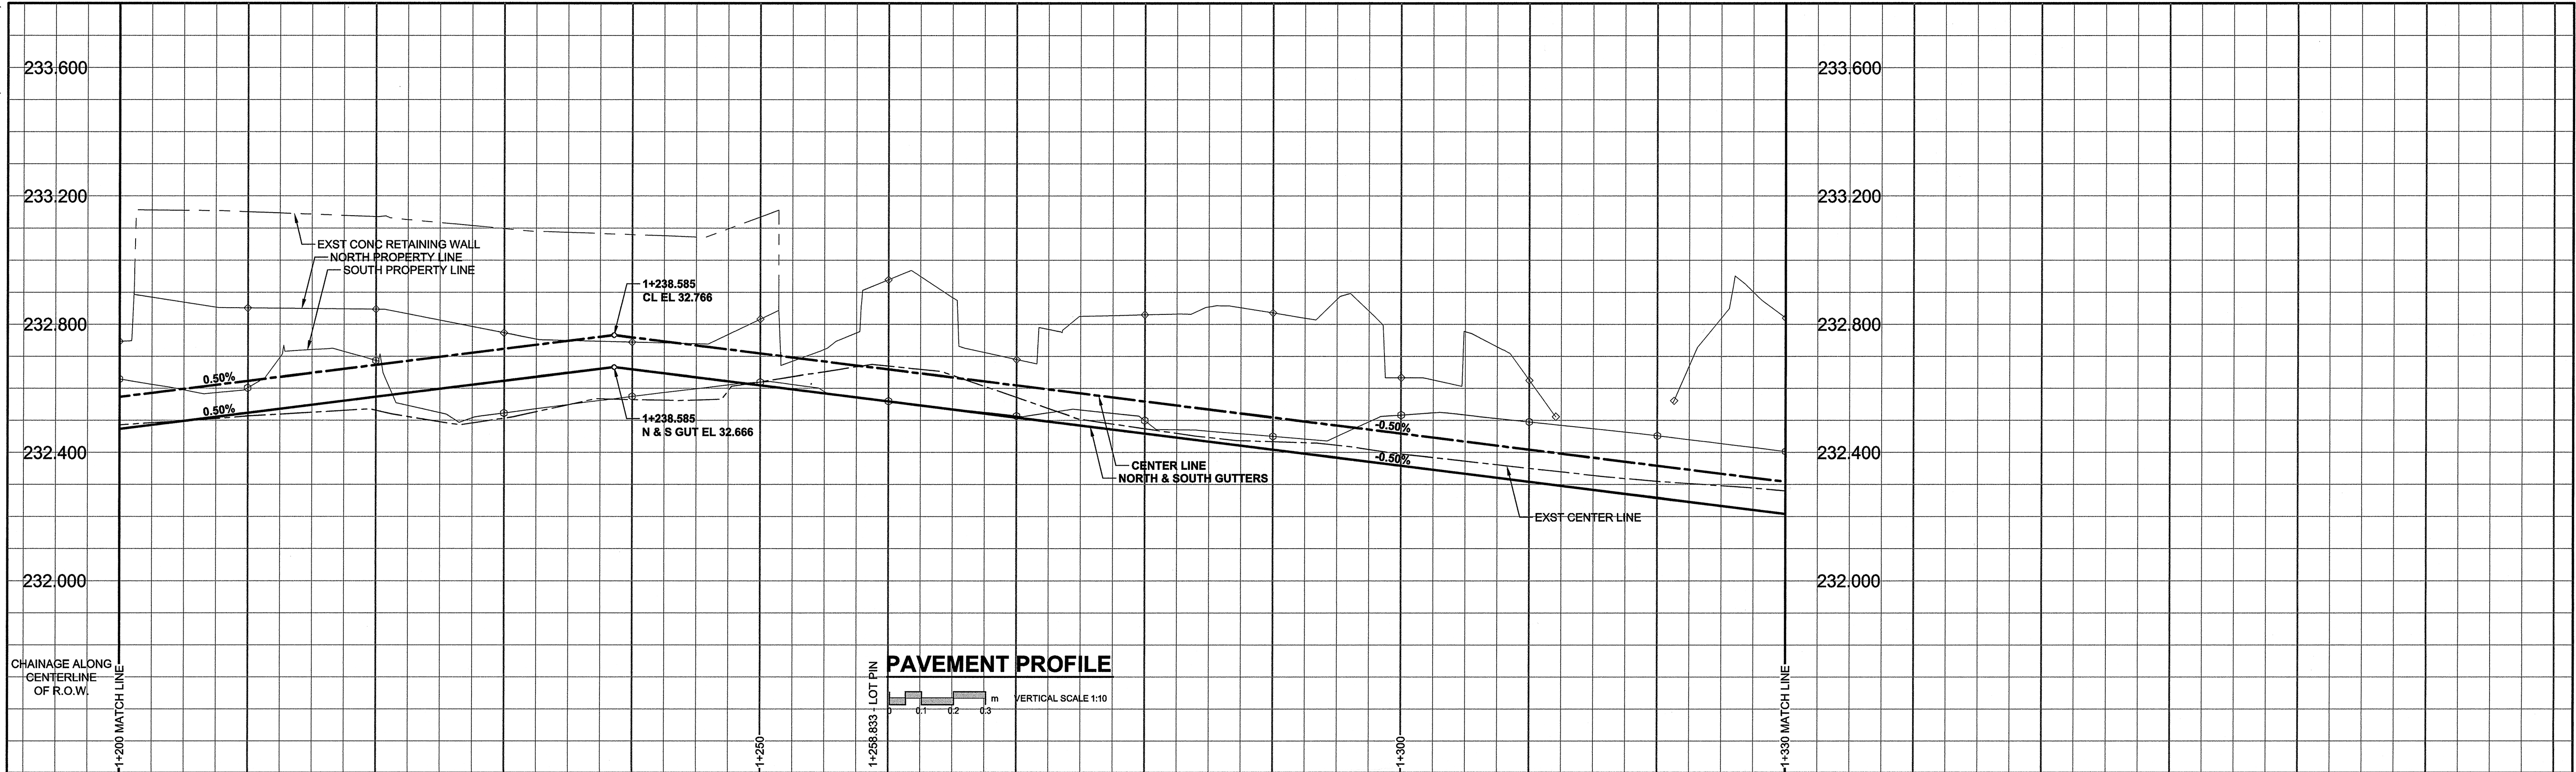 233.600
233.600
233.200
233.200
EXST CONC RETAINING WALL
NORTH PROPERTY LINE
SOUTH PROPERTY LINE
1+238.585
CL EL 32.766
232.800
232.800
0.50%
0.50%
1+238.585
N & S GUT EL 32.666
-0.50%
-0.50%
232.400
232.400
CENTER LINE
NORTH & SOUTH GUTTERS
EXST CENTER LINE
232.000
232.000
CHAINAGE ALONG
CENTERLINE
OF R.O.W.
1+200 MATCH LINE
1+250
1+258.833 - LOT PIN
PAVEMENT PROFILE
m
VERTICAL SCALE 1:10
0 0.1 0.2 0.3
1+300
1+330 MATCH LINE